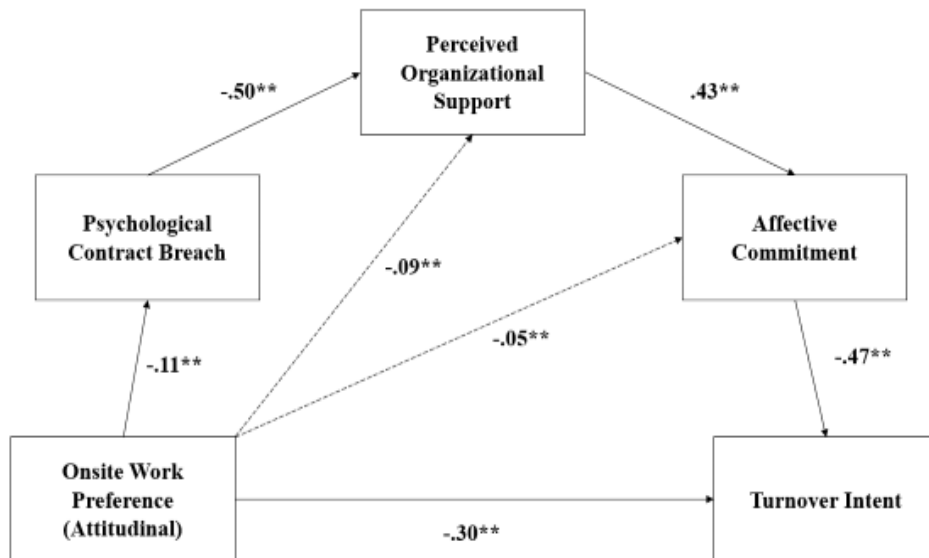 Perceived
Organizational
Support
-.50**
.43**
Psychological
Contract Breach
Affective
Commitment
-.09**
-.05**
-.11**
-.47**
Onsite Work
Preference
(Attitudinal)
Turnover Intent
-.30**